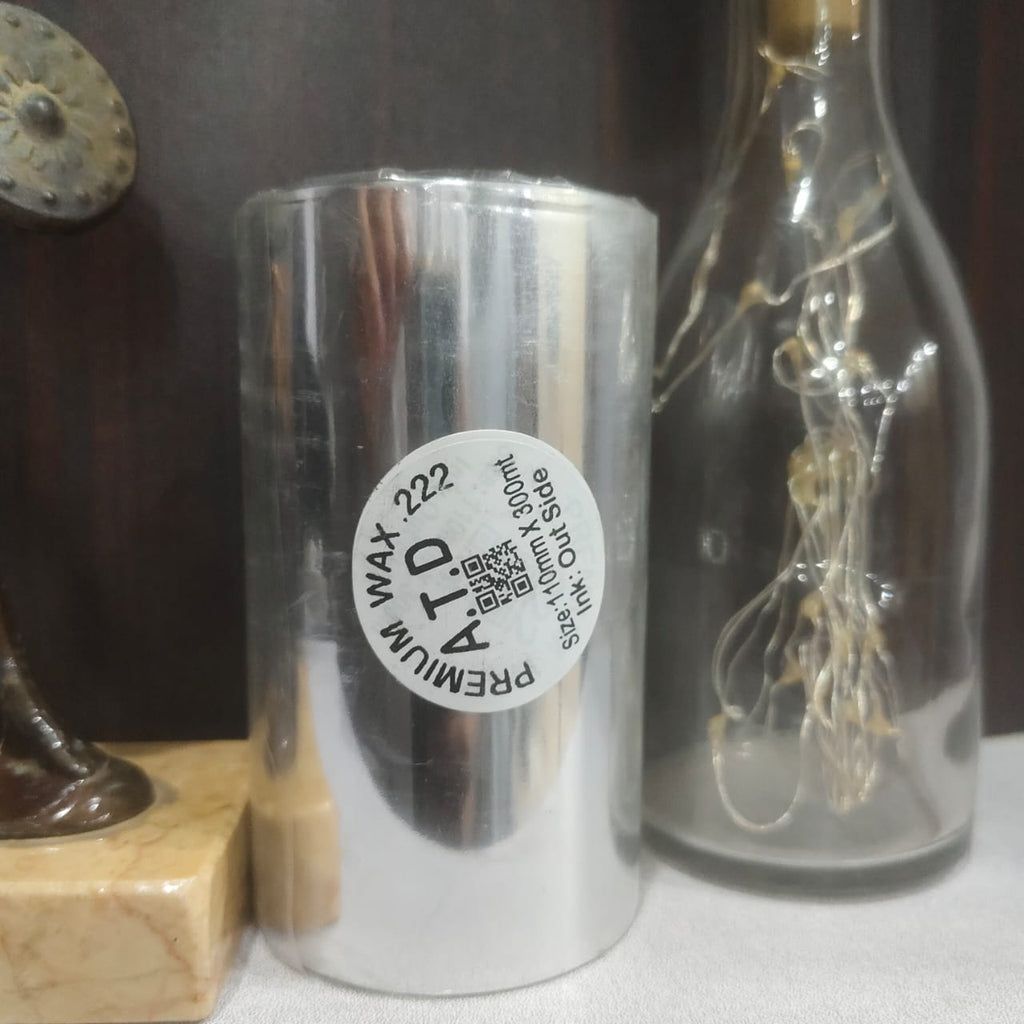 PREMIUM WAX.222
A.T.D
Size:110mm X 300mt
Ink: Out Side